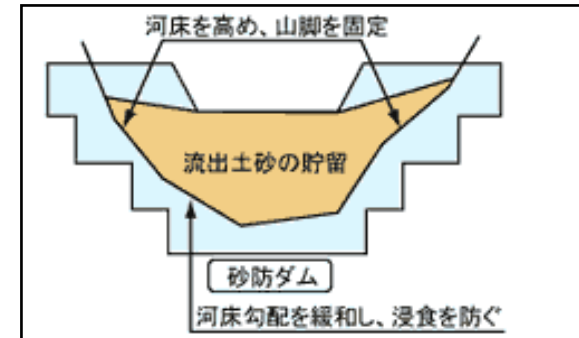 河床を高め、山脚を固定
流出土砂の貯留
砂防ダム
河床勾配を緩和し、浸食を防ぐ